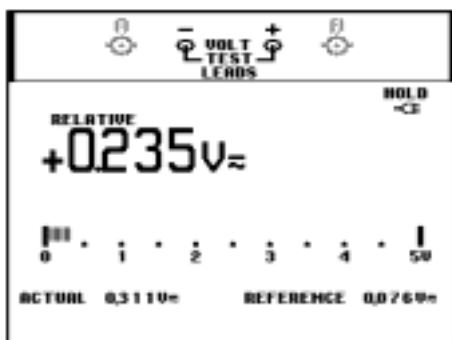 A − + B
VOLT
TEST
LEADS
HOLD
RELATIVE
+0.235V≂
0 1 2 3 4 5V
ACTUAL 0,311V≂ REFERENCE 0,076V≂